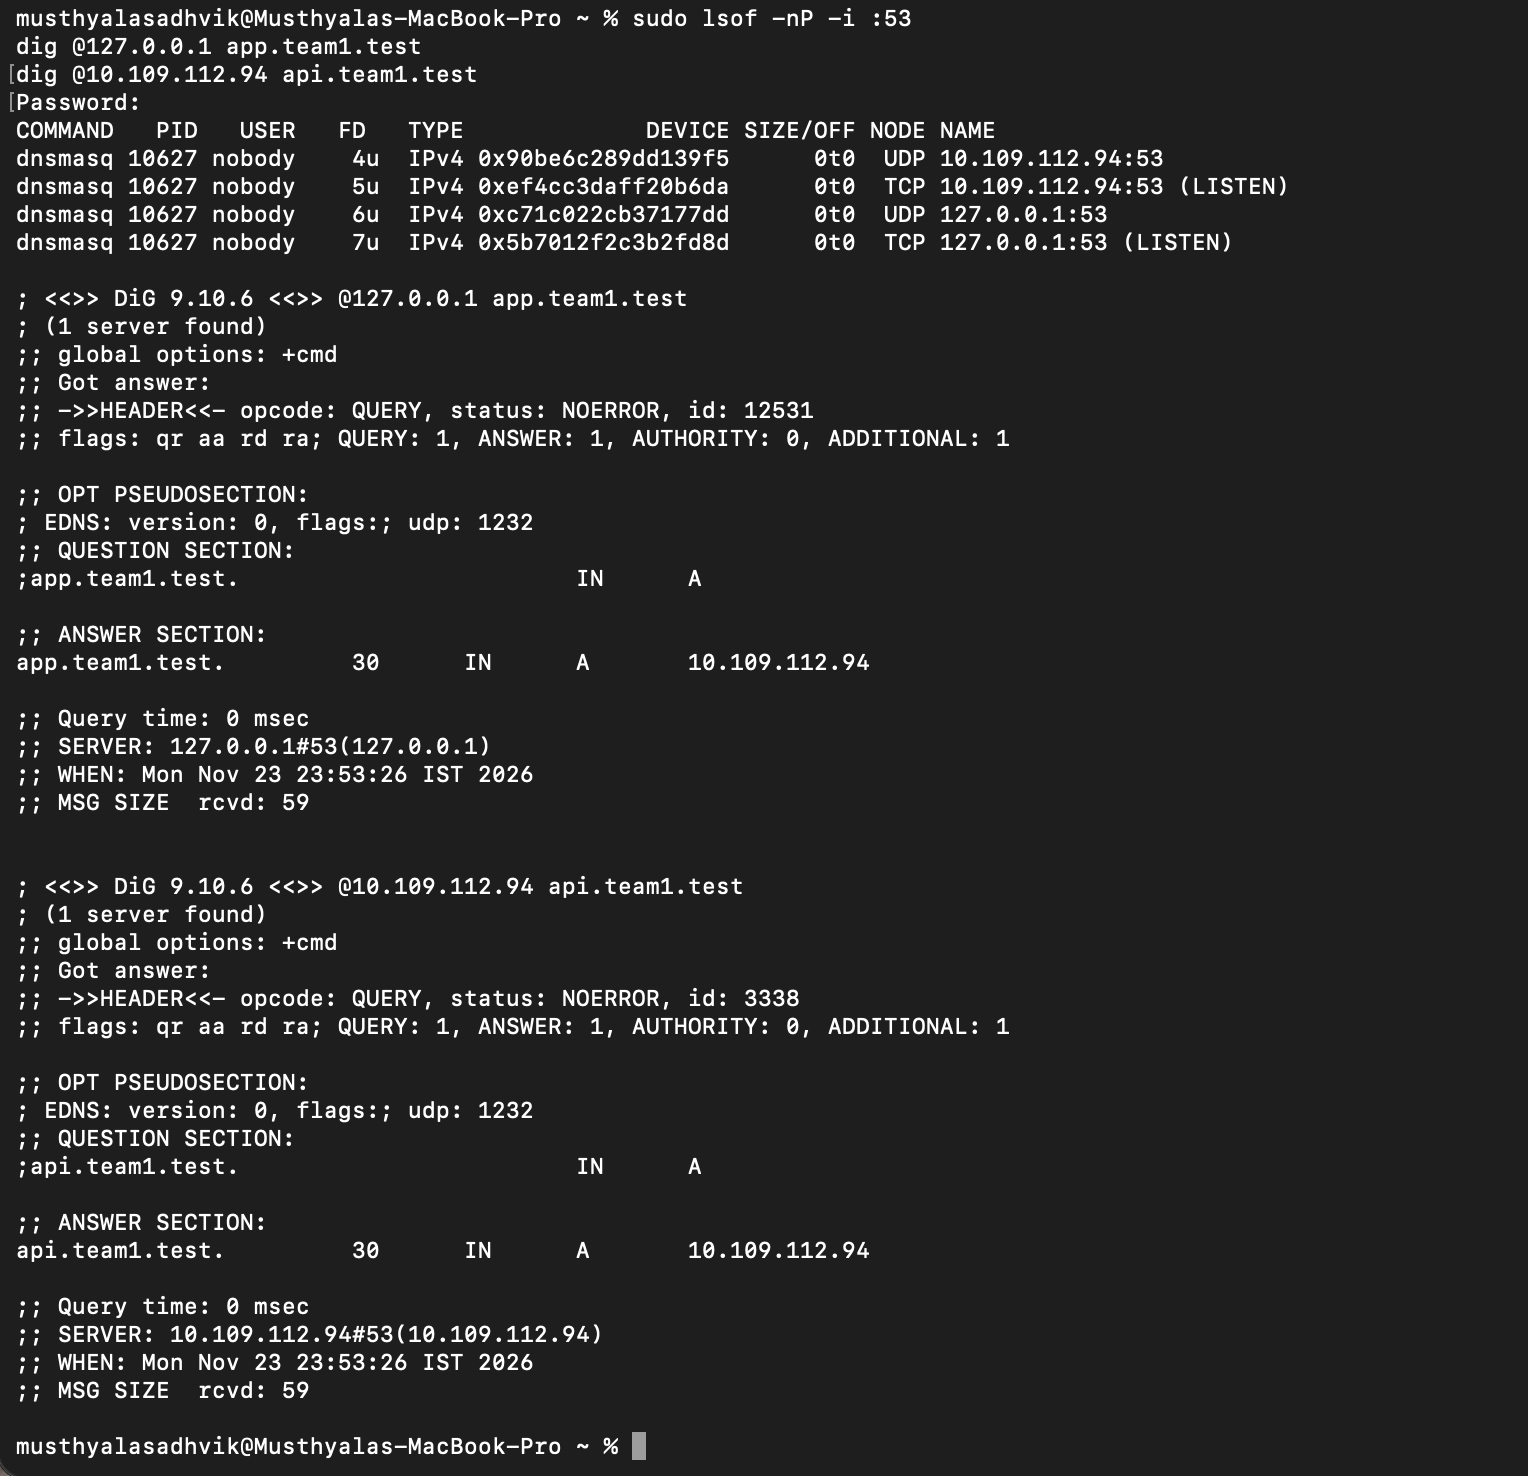 musthyalasadhvik@Musthyalas-MacBook-Pro ~ % sudo lsof -nP -i :53
dig @127.0.0.1 app.team1.test
[dig @10.109.112.94 api.team1.test
[Password:
COMMAND   PID   USER   FD   TYPE             DEVICE SIZE/OFF NODE NAME
dnsmasq 10627 nobody    4u  IPv4 0x90be6c289dd139f5      0t0  UDP 10.109.112.94:53
dnsmasq 10627 nobody    5u  IPv4 0xef4cc3daff20b6da      0t0  TCP 10.109.112.94:53 (LISTEN)
dnsmasq 10627 nobody    6u  IPv4 0xc71c022cb37177dd      0t0  UDP 127.0.0.1:53
dnsmasq 10627 nobody    7u  IPv4 0x5b7012f2c3b2fd8d      0t0  TCP 127.0.0.1:53 (LISTEN)

; <<>> DiG 9.10.6 <<>> @127.0.0.1 app.team1.test
; (1 server found)
;; global options: +cmd
;; Got answer:
;; ->>HEADER<<- opcode: QUERY, status: NOERROR, id: 12531
;; flags: qr aa rd ra; QUERY: 1, ANSWER: 1, AUTHORITY: 0, ADDITIONAL: 1

;; OPT PSEUDOSECTION:
; EDNS: version: 0, flags:; udp: 1232
;; QUESTION SECTION:
;app.team1.test.                        IN      A

;; ANSWER SECTION:
app.team1.test.         30      IN      A       10.109.112.94

;; Query time: 0 msec
;; SERVER: 127.0.0.1#53(127.0.0.1)
;; WHEN: Mon Nov 23 23:53:26 IST 2026
;; MSG SIZE  rcvd: 59

; <<>> DiG 9.10.6 <<>> @10.109.112.94 api.team1.test
; (1 server found)
;; global options: +cmd
;; Got answer:
;; ->>HEADER<<- opcode: QUERY, status: NOERROR, id: 3338
;; flags: qr aa rd ra; QUERY: 1, ANSWER: 1, AUTHORITY: 0, ADDITIONAL: 1

;; OPT PSEUDOSECTION:
; EDNS: version: 0, flags:; udp: 1232
;; QUESTION SECTION:
;api.team1.test.                        IN      A

;; ANSWER SECTION:
api.team1.test.         30      IN      A       10.109.112.94

;; Query time: 0 msec
;; SERVER: 10.109.112.94#53(10.109.112.94)
;; WHEN: Mon Nov 23 23:53:26 IST 2026
;; MSG SIZE  rcvd: 59

musthyalasadhvik@Musthyalas-MacBook-Pro ~ %